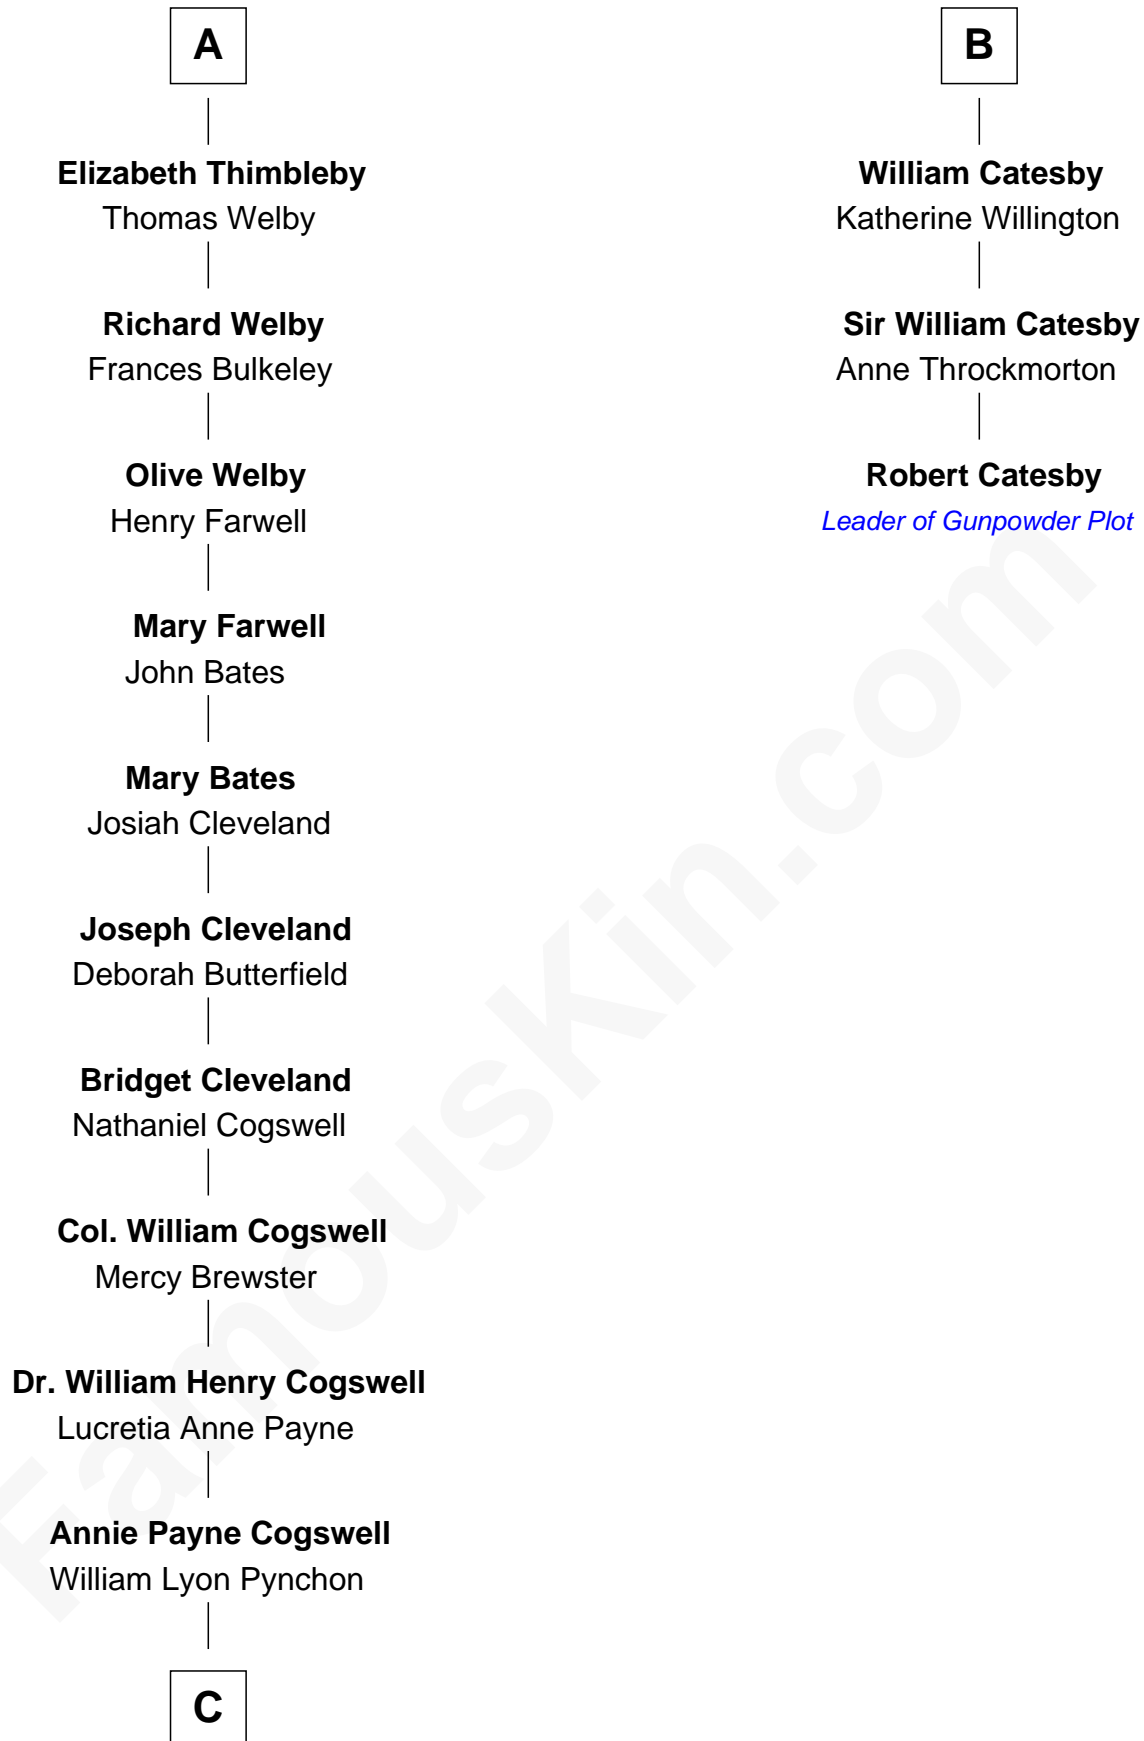 A
Elizabeth Thimbleby
Thomas Welby
Richard Welby
Frances Bulkeley
Olive Welby
Henry Farwell
Mary Farwell
John Bates
Mary Bates
Josiah Cleveland
Joseph Cleveland
Deborah Butterfield
Bridget Cleveland
Nathaniel Cogswell
Col. William Cogswell
Mercy Brewster
Dr. William Henry Cogswell
Lucretia Anne Payne
Annie Payne Cogswell
William Lyon Pynchon
C
B
William Catesby
Katherine Willington
Sir William Catesby
Anne Throckmorton
Robert Catesby
Leader of Gunpowder Plot
FamousKin.com